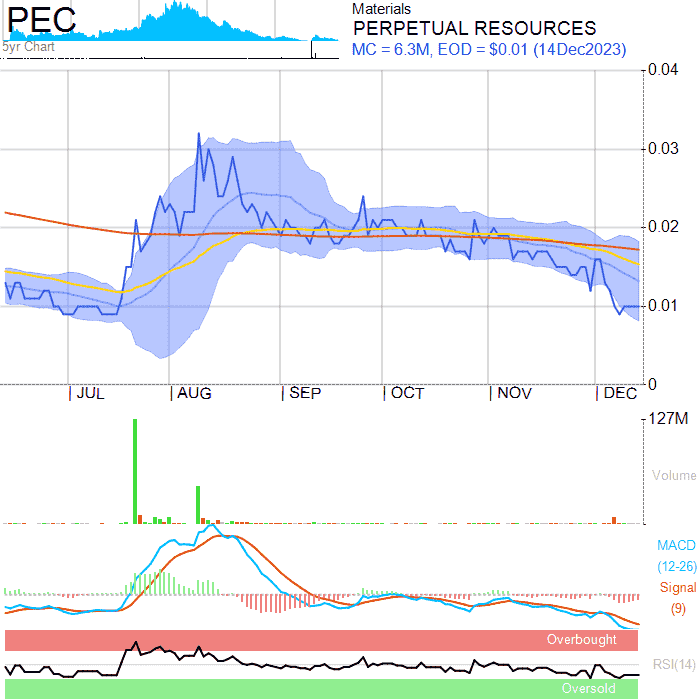 PEC
5yr Chart
Materials
PERPETUAL RESOURCES
MC = 6.3M, EOD = $0.01 (14Dec2023)
0.04
0.03
0.02
0.01
0
JUL AUG SEP OCT NOV DEC
127M
Volume
MACD
(12-26)
Signal
(9)
Overbought
RSI(14)
Oversold